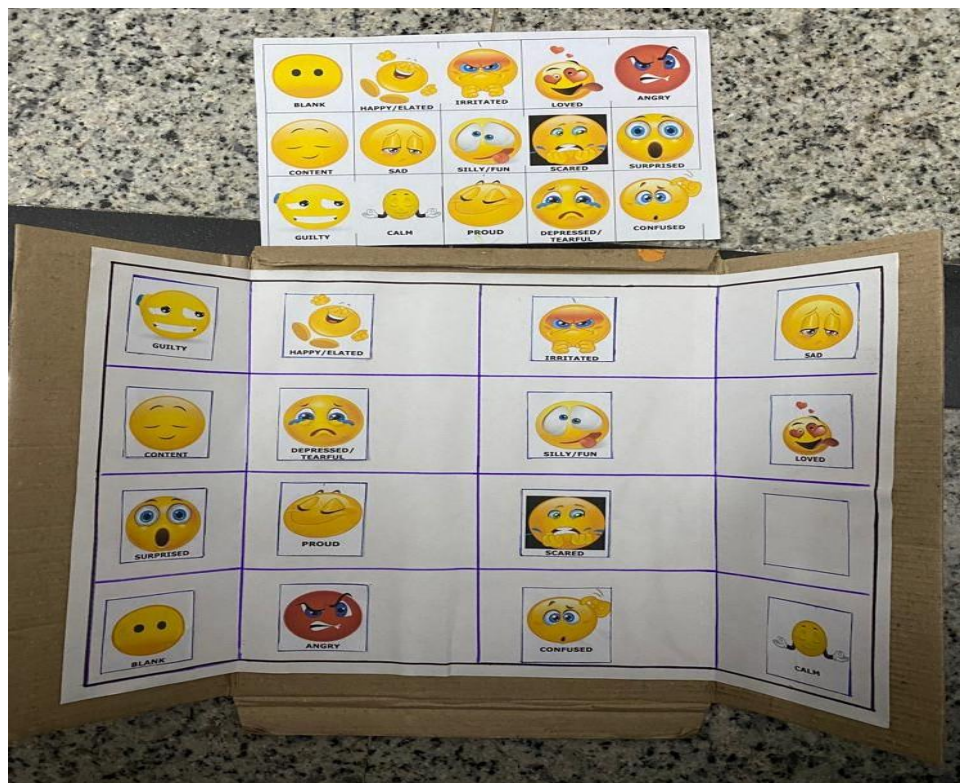 BLANK HAPPY/ELATED IRRITATED LOVED ANGRY
CONTENT SAD SILLY/FUN SCARED SURPRISED
GUILTY CALM PROUD DEPRESSED/ CONFUSED
TEARFUL
GUILTY HAPPY/ELATED IRRITATED SAD
CONTENT DEPRESSED/ SILLY/FUN LOVED
TEARFUL
SURPRISED PROUD SCARED
BLANK ANGRY CONFUSED CALM